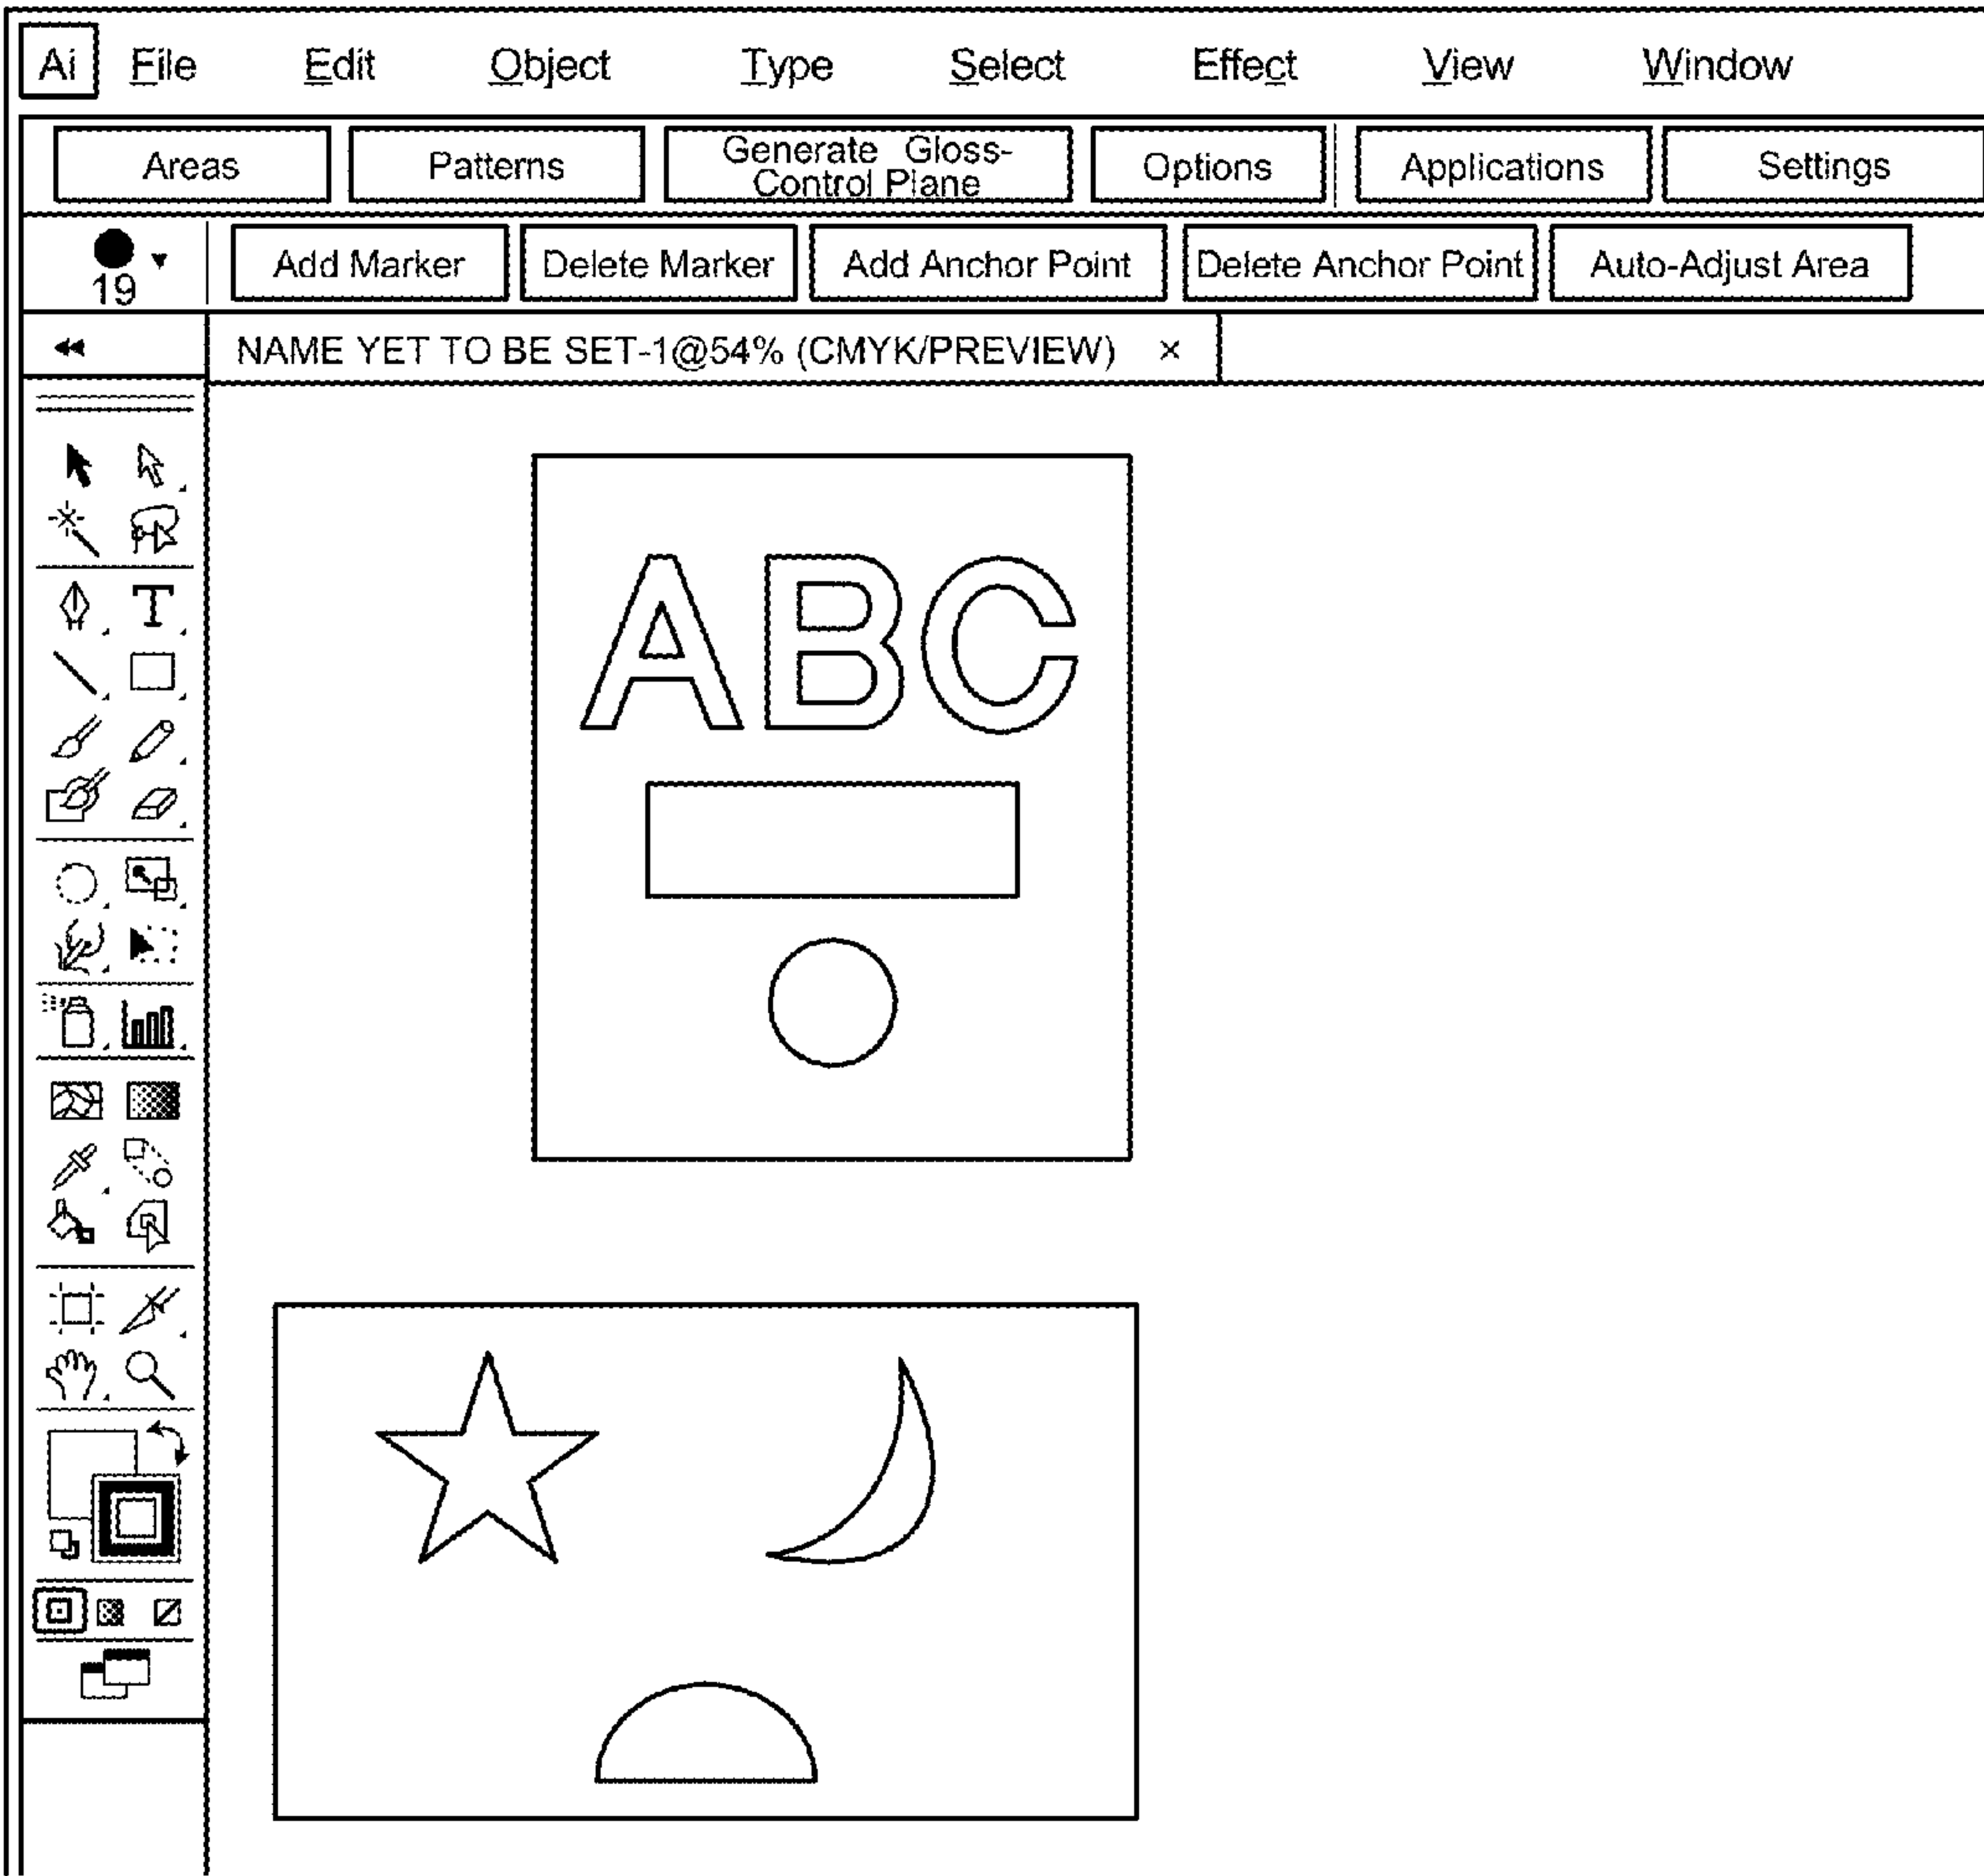 Ai File Edit Object Type Select Effect View Window
Areas Patterns Generate Gloss-
Control Plane Options Applications Settings
19 Add Marker Delete Marker Add Anchor Point Delete Anchor Point Auto-Adjust Area
NAME YET TO BE SET-1@54% (CMYK/PREVIEW) ×
T
ABC